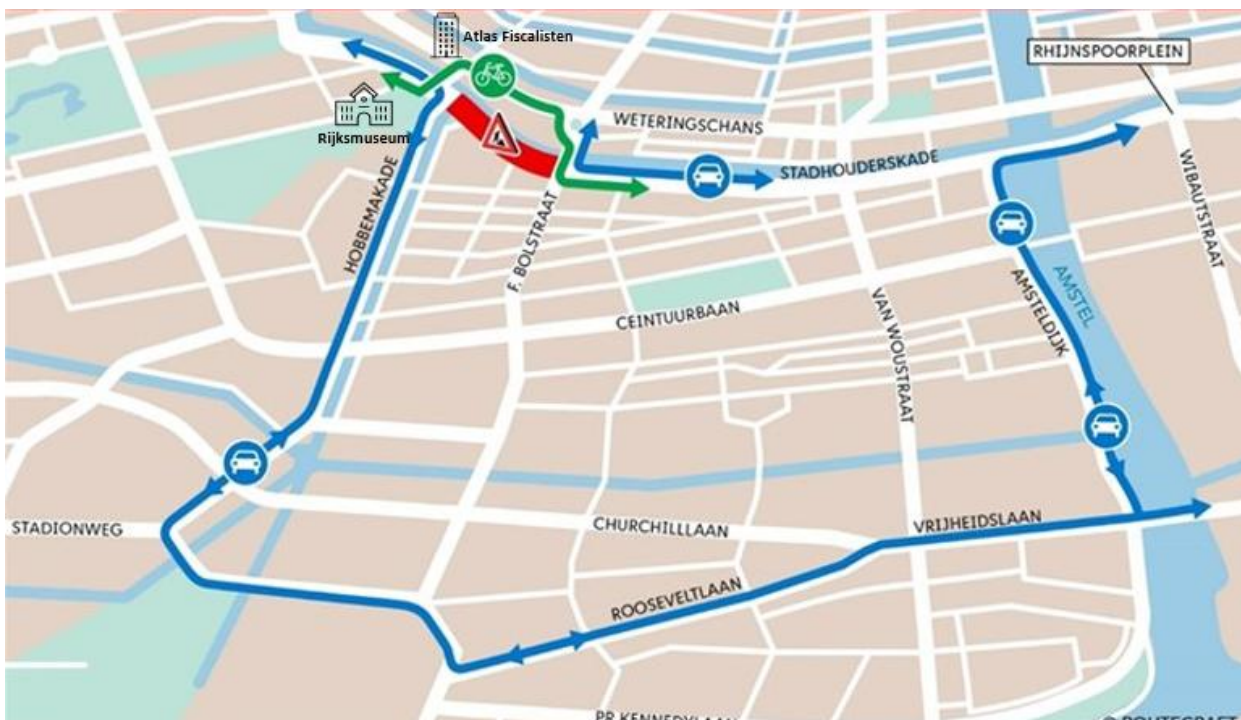 Atlas Fiscalisten
RHIJNSPOORPLEIN
Rijksmuseum
WETERINGSCHANS
STADHOUDERSKADE
WIBAUTSTRAAT
HOBBEMAKADE
F. BOLSTRAAT
AMSTEL
AMSTELDIJK
CEINTUURBAAN
VAN WOUSTRAAT
STADIONWEG
CHURCHILLLAAN
VRIJHEIDSLAAN
ROOSEVELTLAAN
PR.KENNEDYLAAN